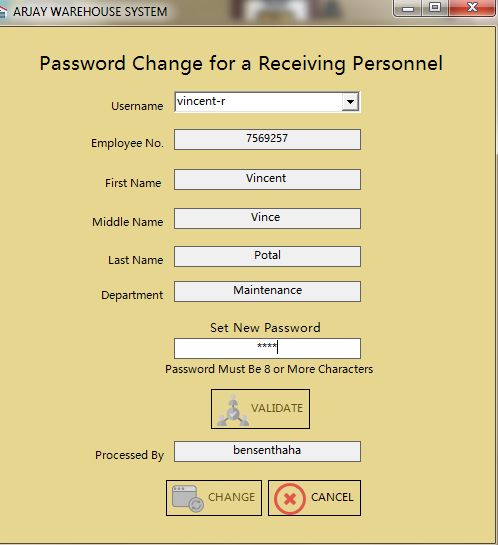 ARJAY WAREHOUSE SYSTEM
Password Change for a Receiving Personnel
Username vincent-r
Employee No. 7569257
First Name Vincent
Middle Name Vince
Last Name Potal
Department Maintenance
Set New Password
****
Password Must Be 8 or More Characters
VALIDATE
Processed By bensenthaha
CHANGE CANCEL